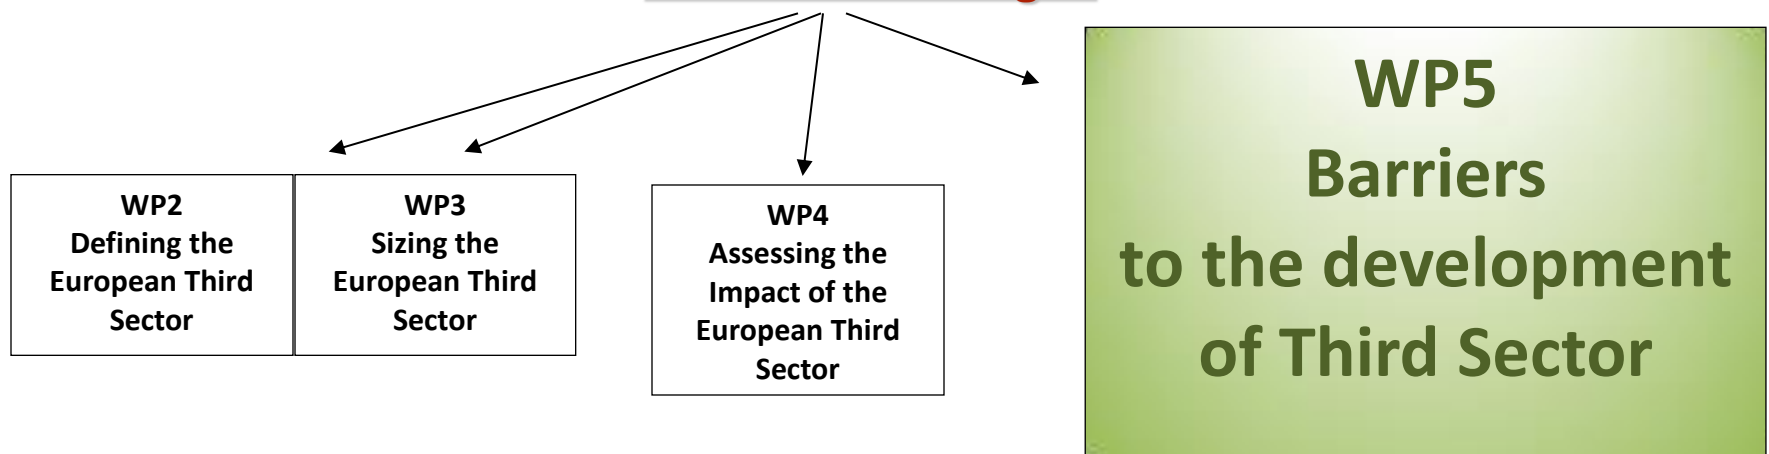 WP2
Defining the
European Third
Sector
WP3
Sizing the
European Third
Sector
WP4
Assessing the
Impact of the
European Third
Sector
WP5
Barriers
to the development
of Third Sector